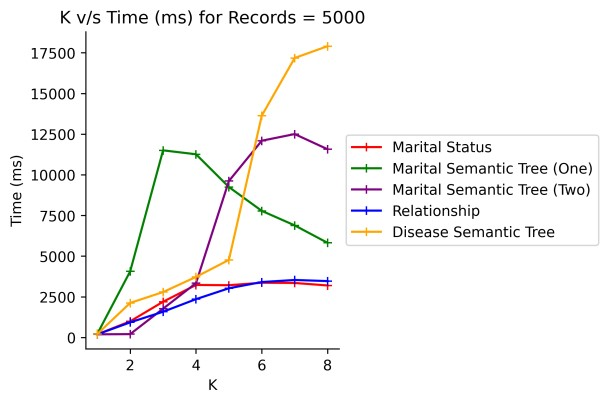 K v/s Time (ms) for Records = 5000
17500
15000
12500
10000
7500
5000
2500
0
Time (ms)
2
4
6
8
K
Marital Status
Marital Semantic Tree (One)
Marital Semantic Tree (Two)
Relationship
Disease Semantic Tree